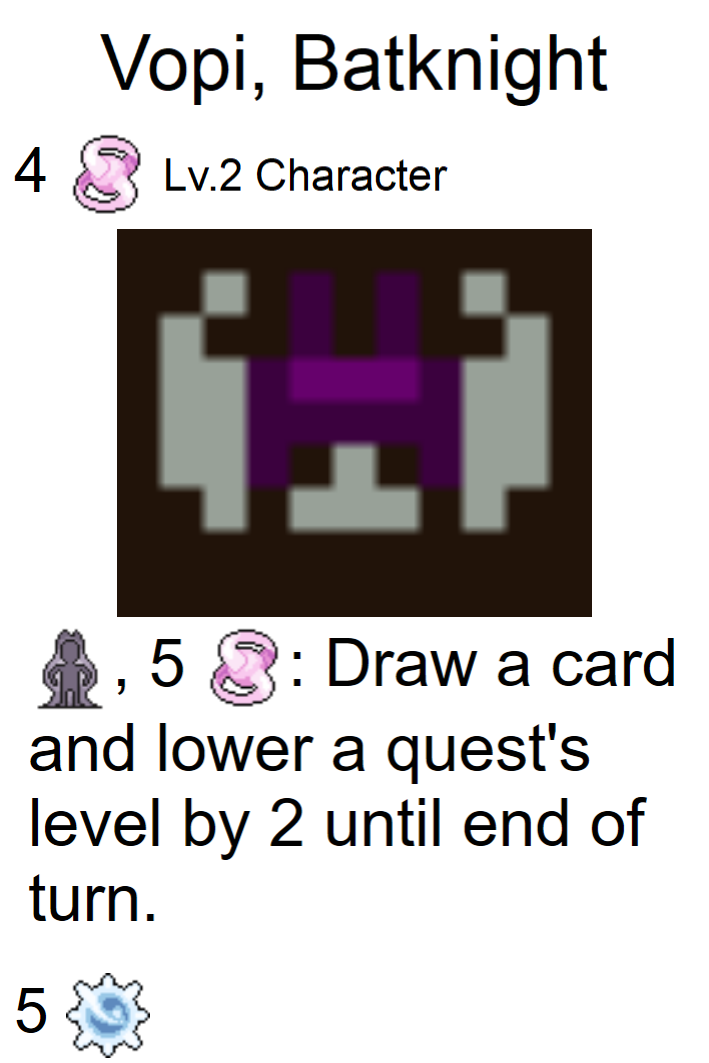 Vopi, Batknight
4 Lv.2 Character
, 5 : Draw a card
and lower a quest's
level by 2 until end of
turn.
5